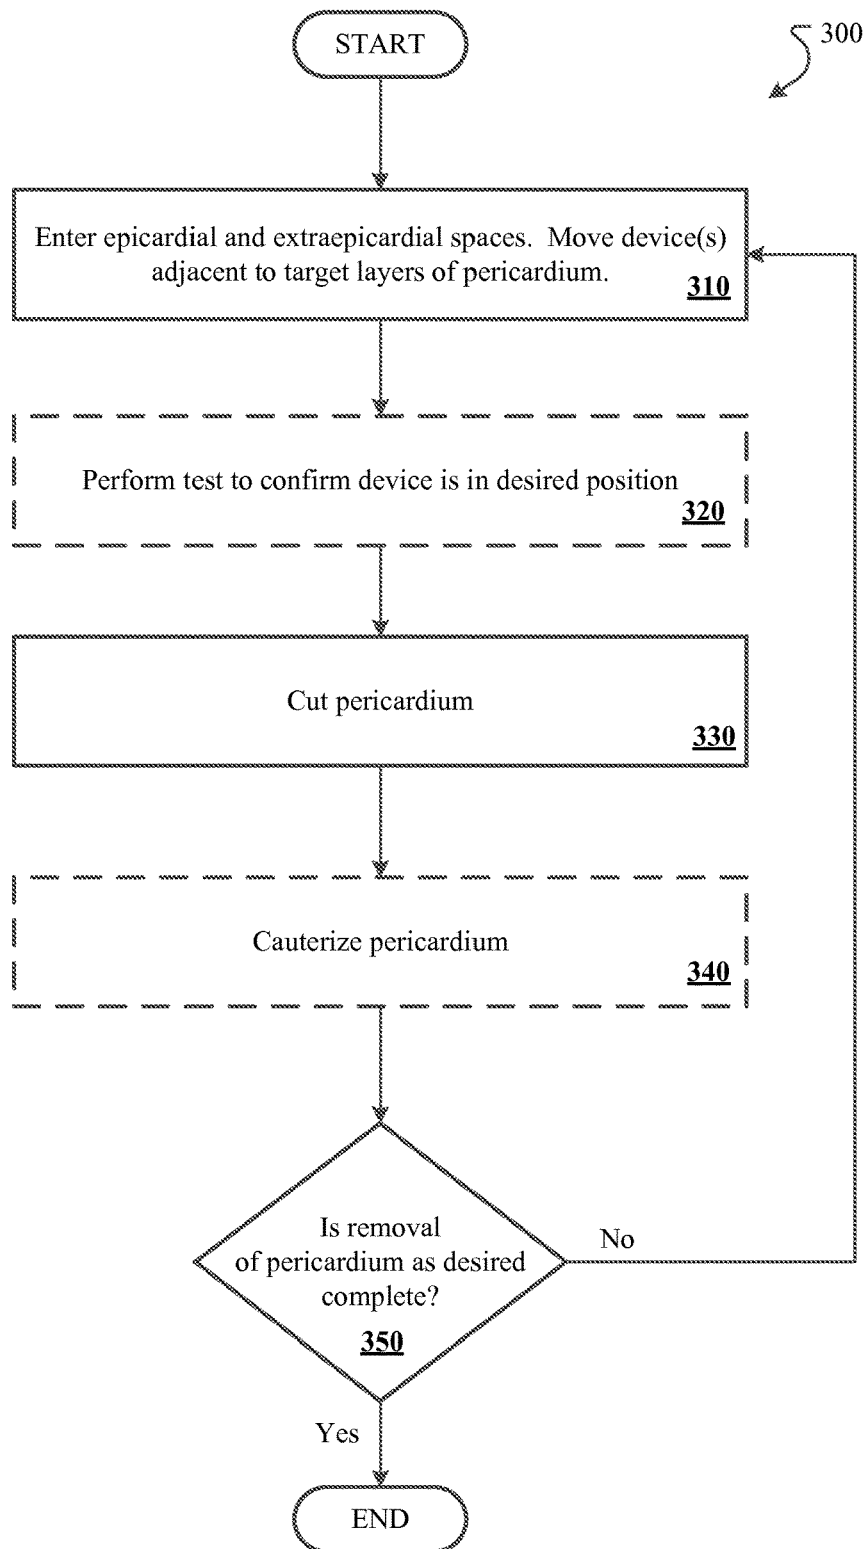 START
300
Enter epicardial and extraepicardial spaces.  Move device(s)
adjacent to target layers of pericardium.
310
Perform test to confirm device is in desired position
320
Cut pericardium
330
Cauterize pericardium
340
Is removal
of pericardium as desired
complete?
350
No
Yes
END